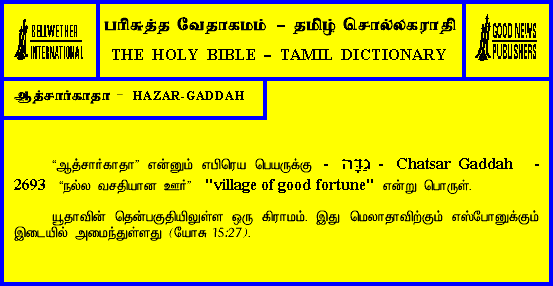 BELLWETHER
INTERNATIONAL
பரிசுத்த வேதாகமம் – தமிழ் சொல்லகராதி
THE HOLY BIBLE – TAMIL DICTIONARY
GOOD NEWS
PUBLISHERS
ஆத்சார்காதா – HAZAR-GADDAH
“ஆத்சார்காதா” என்னும் எபிரெய பெயருக்கு - גַּדָּה - Chatsar Gaddah -
2693 “நல்ல வசதியான ஊர்” "village of good fortune" என்று பொருள்.
யூதாவின் தென்பகுதியிலுள்ள ஒரு கிராமம். இது மெலாதாவிற்கும் எஸ்போனுக்கும்
இடையில் அமைந்துள்ளது (யோசு 15:27).